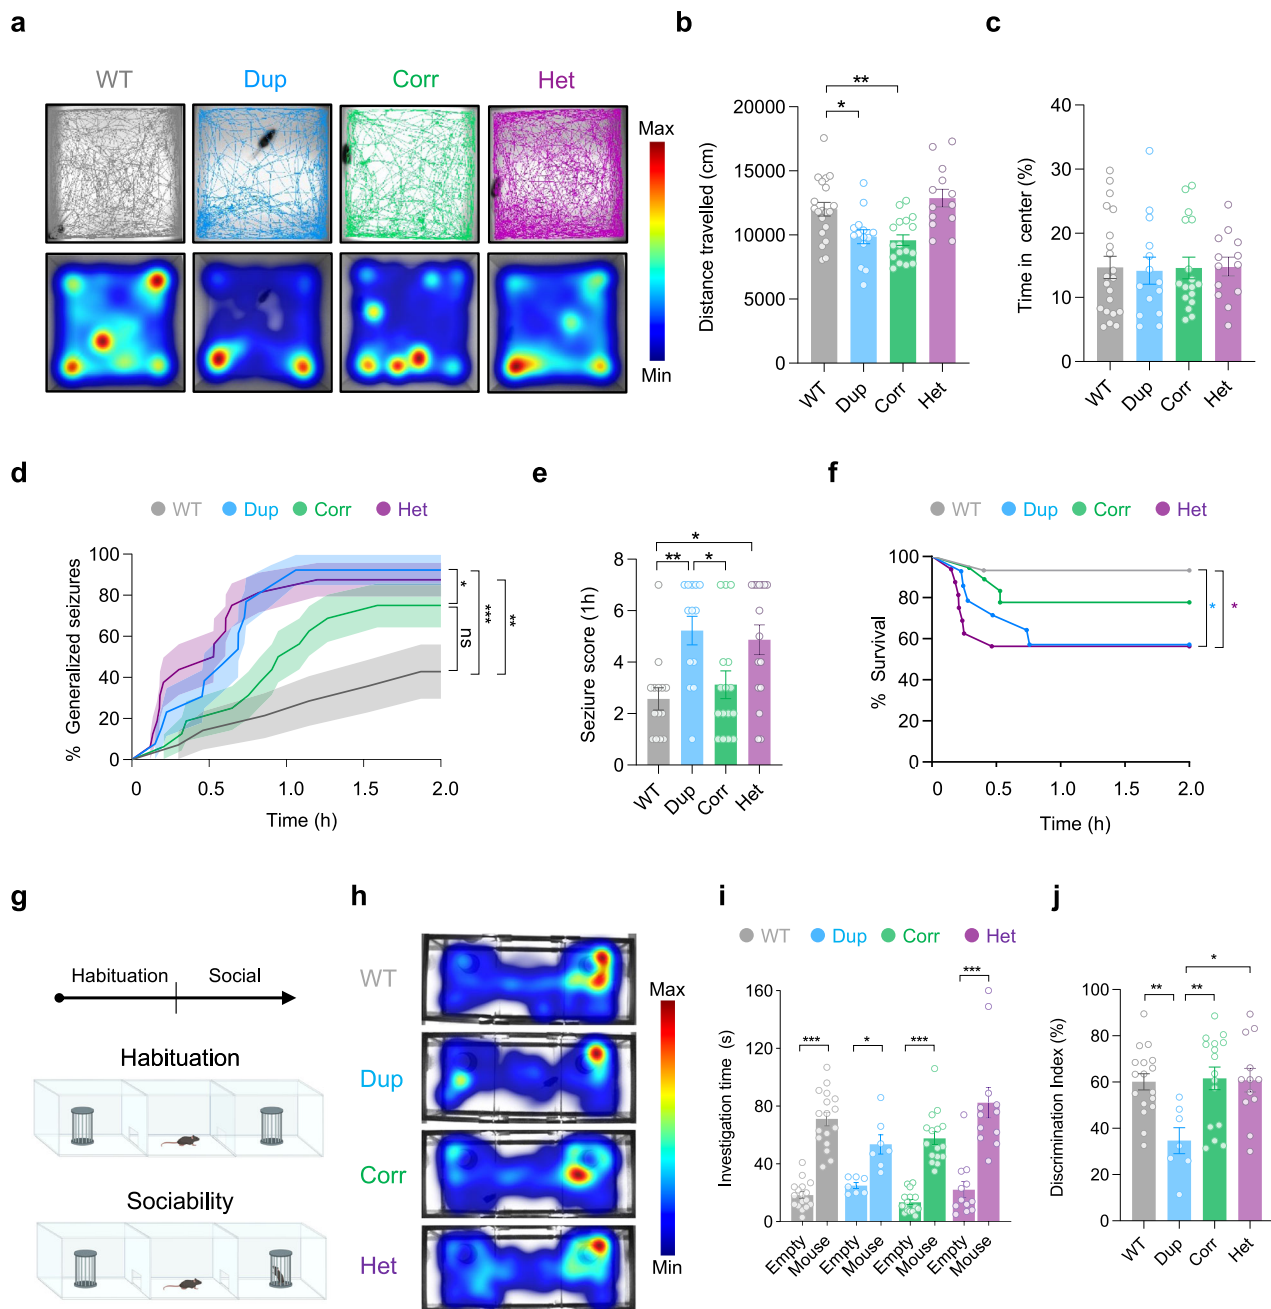 a
WT
Dup
Corr
Het
Max
Min
b
Distance travelled (cm)
20000
15000
10000
5000
0
**
*
WT
Dup
Corr
Het
c
Time in center (%)
40
30
20
10
0
WT
Dup
Corr
Het
d
WT
Dup
Corr
Het
% Generalized seizures
100
80
60
40
20
0
0
0.5
1.0
1.5
2.0
Time (h)
*
ns
***
**
e
Seziure score (1h)
8
6
4
2
0
*
**
*
WT
Dup
Corr
Het
f
WT
Dup
Corr
Het
% Survival
100
80
60
40
20
0
0
0.5
1.0
1.5
2.0
Time (h)
*
*
g
Habituation
Social
Habituation
Sociability
h
WT
Dup
Corr
Het
Max
Min
i
WT
Dup
Corr
Het
Investigation time (s)
160
120
80
40
0
***
*
***
***
Empty
Mouse
Empty
Mouse
Empty
Mouse
Empty
Mouse
j
Discrimination Index (%)
100
80
60
40
20
0
**
**
*
WT
Dup
Corr
Het